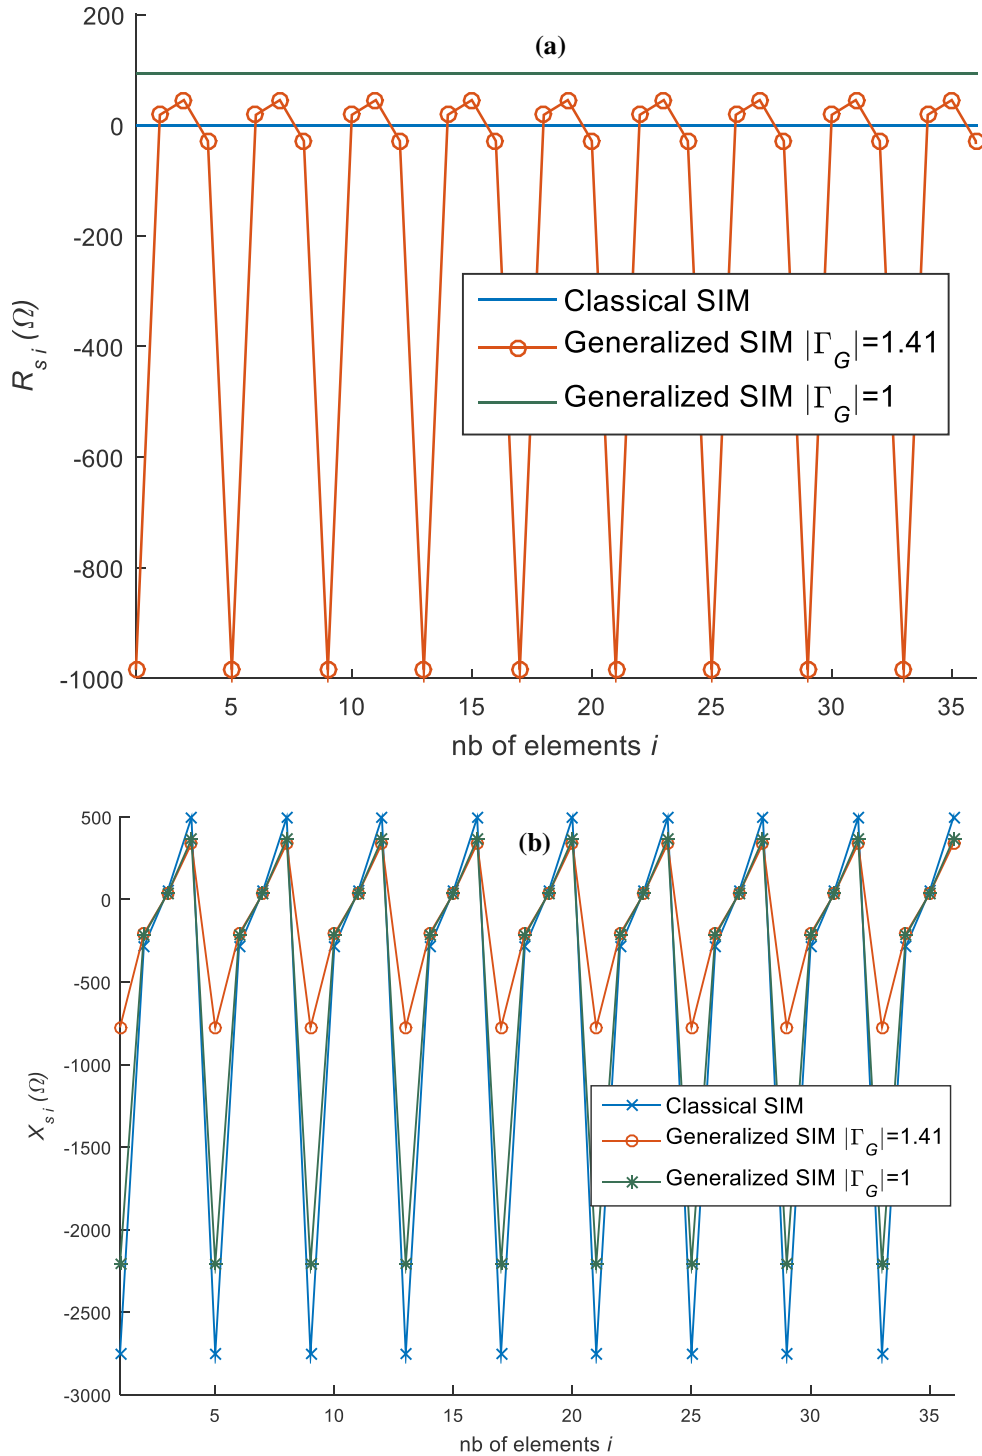 (a)
200
0
-200
-400
-600
-800
-1000
R_{s i} (Ω)
Classical SIM
Generalized SIM |Γ_G|=1.41
Generalized SIM |Γ_G|=1
5 10 15 20 25 30 35
nb of elements i
(b)
500
0
-500
-1000
-1500
-2000
-2500
-3000
X_{s i} (Ω)
Classical SIM
Generalized SIM |Γ_G|=1.41
Generalized SIM |Γ_G|=1
5 10 15 20 25 30 35
nb of elements i